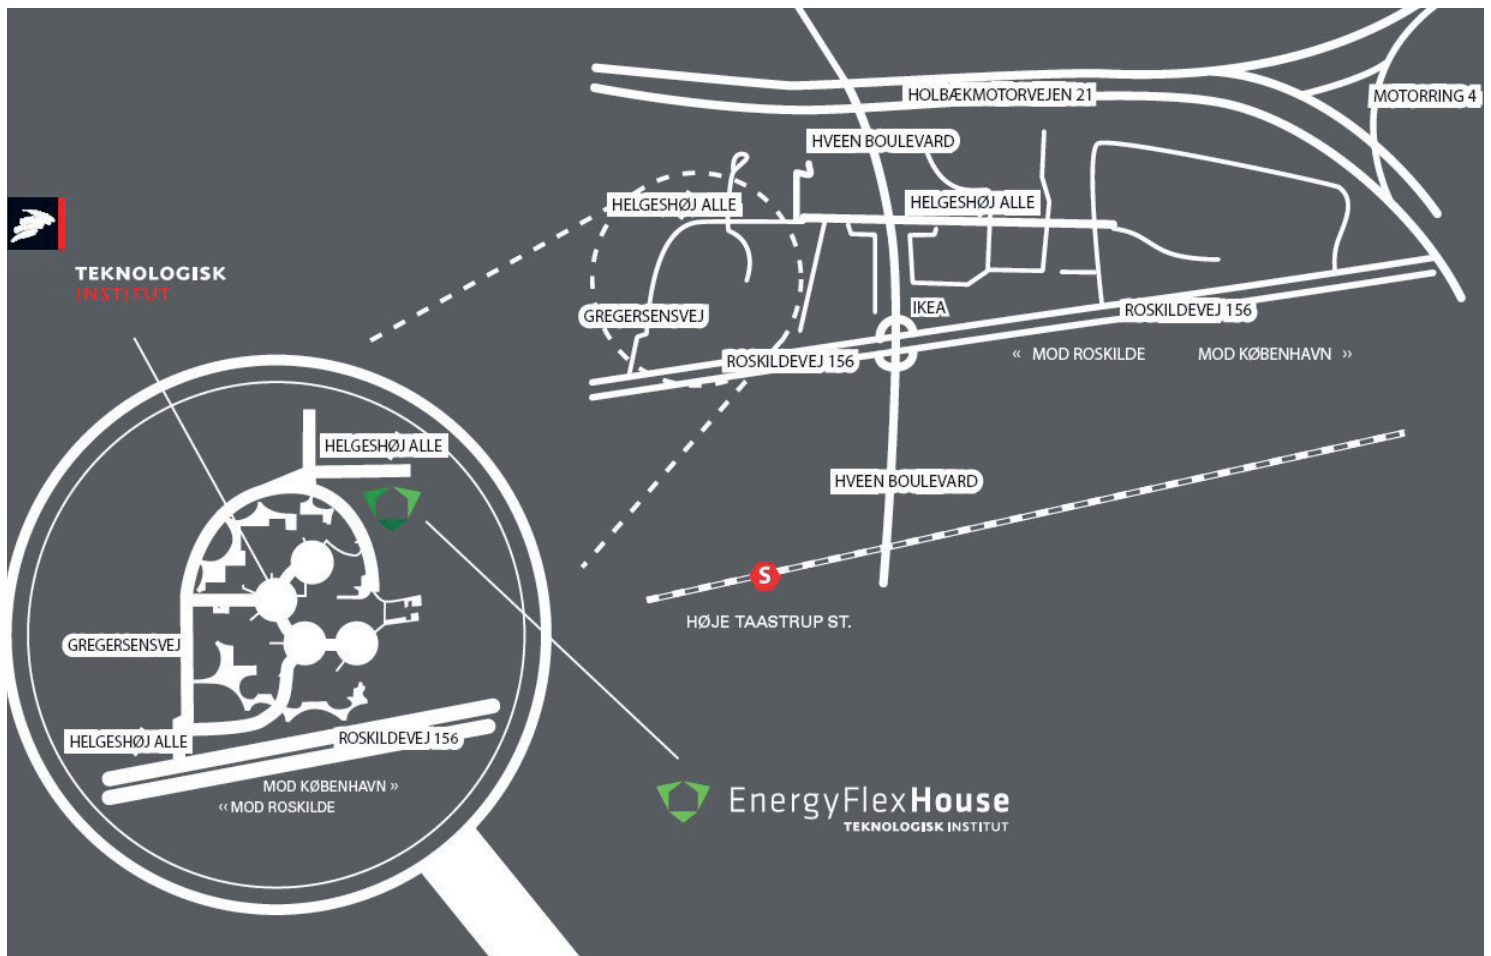 HOLBÆKMOTORVEJEN 21
MOTORRING 4
HVEEN BOULEVARD
HELGESHØJ ALLE
HELGESHØJ ALLE
TEKNOLOGISK
INSTITUT
GREGERSENSVEJ
IKEA
ROSKILDEVEJ 156
ROSKILDEVEJ 156
« MOD ROSKILDE
MOD KØBENHAVN »
HELGESHØJ ALLE
HVEEN BOULEVARD
S
HØJE TAASTRUP ST.
GREGERSENSVEJ
HELGESHØJ ALLE
ROSKILDEVEJ 156
MOD KØBENHAVN »
« MOD ROSKILDE
EnergyFlexHouse
TEKNOLOGISK INSTITUT